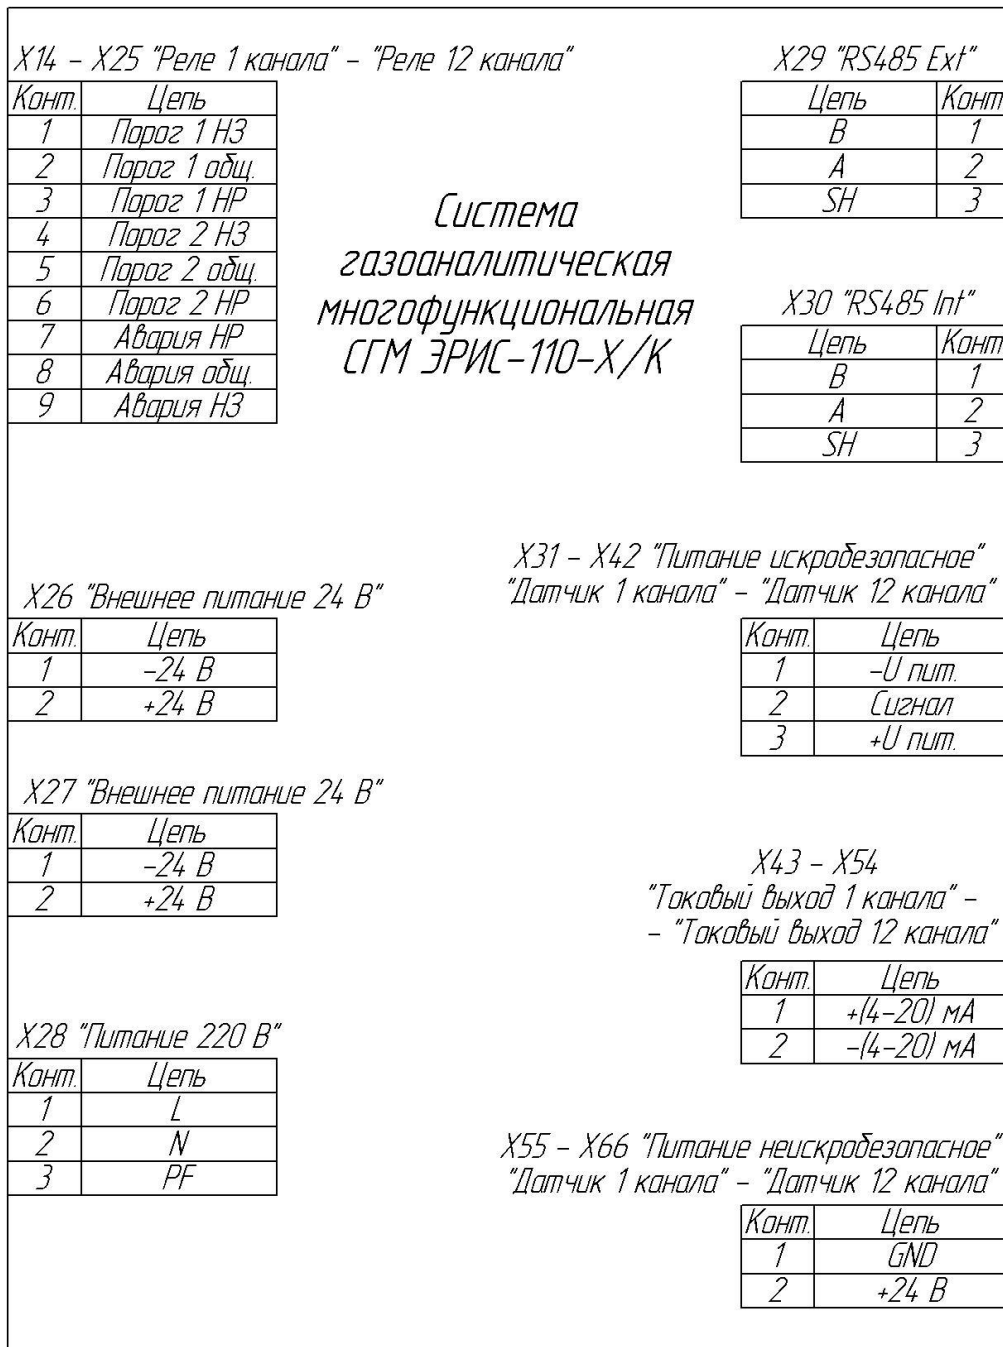 X14 – X25 "Реле 1 канала" – "Реле 12 канала"
Конт. Цепь
1 Порог 1 НЗ
2 Порог 1 общ.
3 Порог 1 НР
4 Порог 2 НЗ
5 Порог 2 общ.
6 Порог 2 НР
7 Авария НР
8 Авария общ.
9 Авария НЗ
X26 "Внешнее питание 24 В"
Конт. Цепь
1 –24 В
2 +24 В
X27 "Внешнее питание 24 В"
Конт. Цепь
1 –24 В
2 +24 В
X28 "Питание 220 В"
Конт. Цепь
1 L
2 N
3 PF
Система
газоаналитическая
многофункциональная
СГМ ЭРИС–110–Х/К
X29 "RS485 Ext"
Цепь Конт
B 1
A 2
SH 3
X30 "RS485 Int"
Цепь Конт
B 1
A 2
SH 3
X31 – X42 "Питание искробезопасное"
"Датчик 1 канала" – "Датчик 12 канала"
Конт. Цепь
1 –U пит.
2 Сигнал
3 +U пит.
X43 – X54
"Токовый выход 1 канала" –
– "Токовый выход 12 канала"
Конт. Цепь
1 +(4–20) мА
2 –(4–20) мА
X55 – X66 "Питание неискробезопасное"
"Датчик 1 канала" – "Датчик 12 канала"
Конт. Цепь
1 GND
2 +24 В